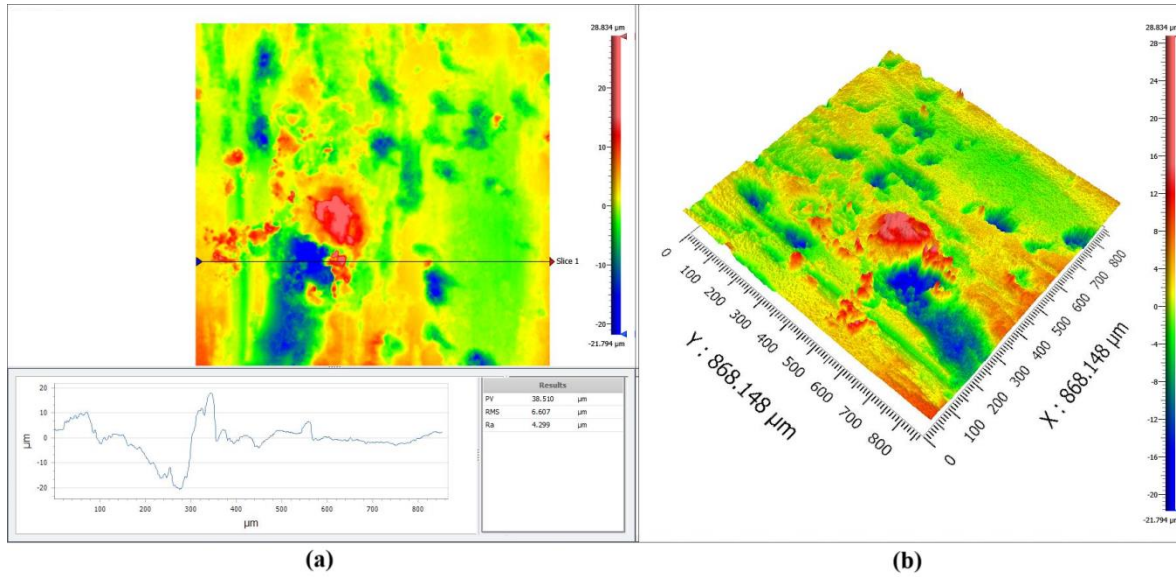 28.834 µm
20
10
0
Slice 1
-10
-20
-21.794 µm
20
10
0
-10
-20
µm
100 200 300 400 500 600 700 800
µm
Results
PV 38.510 µm
RMS 6.607 µm
Ra 4.299 µm
(a)
28.834 µm
28
24
20
16
12
8
4
0
-4
-8
-12
-16
-20
-21.794 µm
0 100 200 300 400 500 600 700 800
Y : 868.148 µm
0 100 200 300 400 500 600 700 800
X : 868.148 µm
(b)